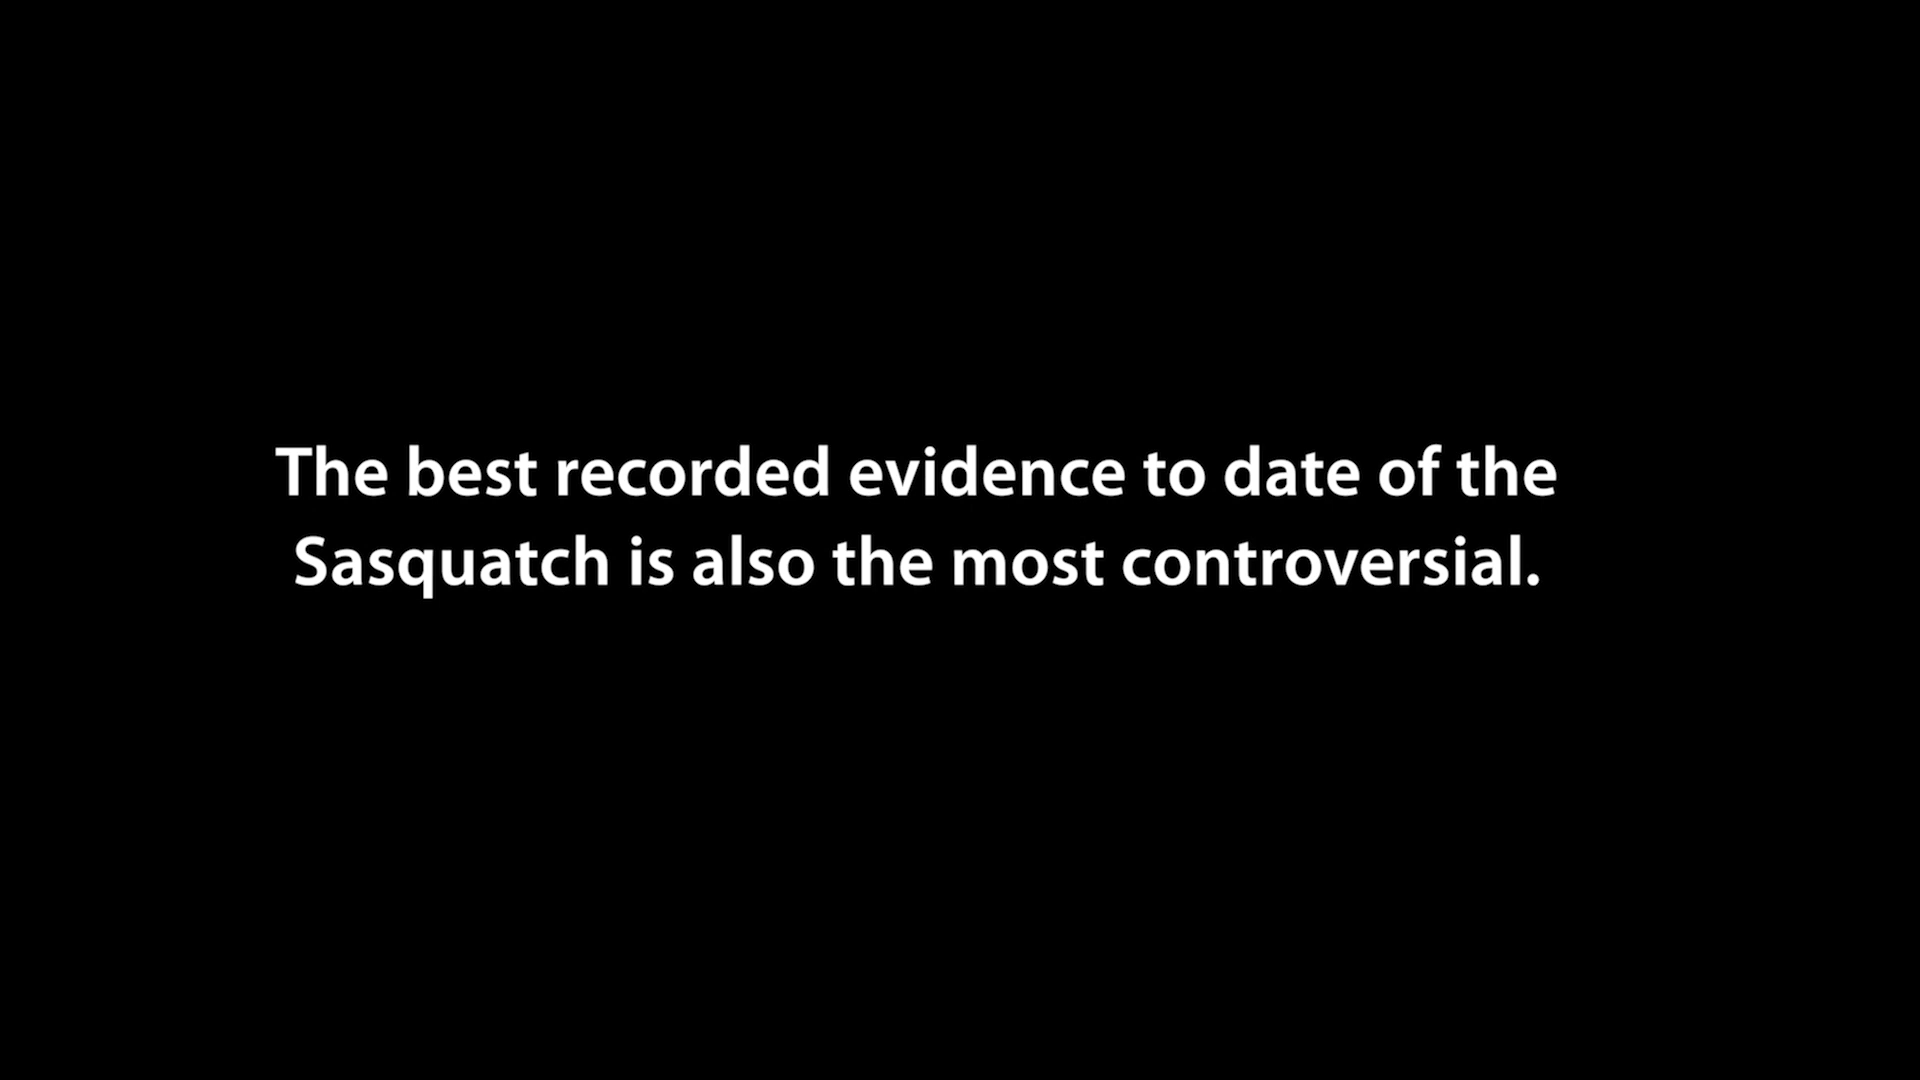 The best recorded evidence to date of the
Sasquatch is also the most controversial.